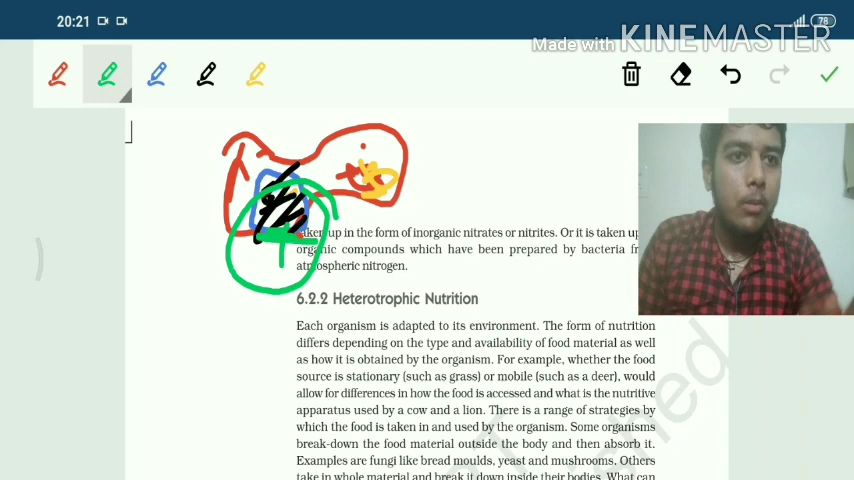 20:21
78
Made with KINEMASTER
taken up in the form of inorganic nitrates or nitrites. Or it is taken up
organic compounds which have been prepared by bacteria fr
atmospheric nitrogen.
6.2.2 Heterotrophic Nutrition
Each organism is adapted to its environment. The form of nutrition
differs depending on the type and availability of food material as well
as how it is obtained by the organism. For example, whether the food
source is stationary (such as grass) or mobile (such as a deer), would
allow for differences in how the food is accessed and what is the nutritive
apparatus used by a cow and a lion. There is a range of strategies by
which the food is taken in and used by the organism. Some organisms
break-down the food material outside the body and then absorb it.
Examples are fungi like bread moulds, yeast and mushrooms. Others
take in whole material and break it down inside their bodies. What can